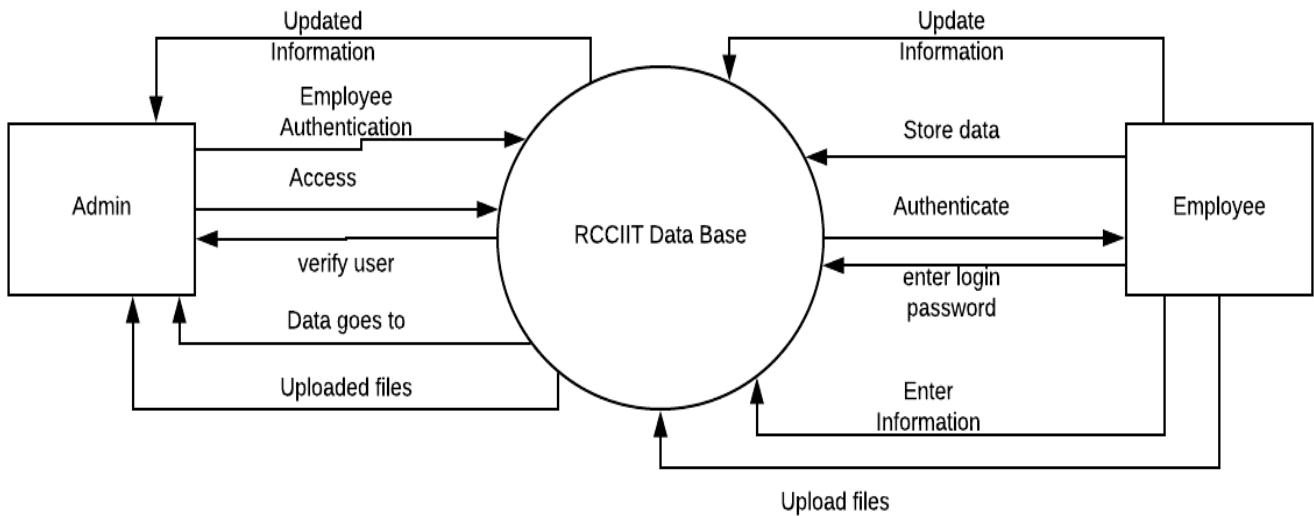 Updated
Information
Update
Information
Employee
Authentication
Store data
Access
Admin
Authenticate
Employee
RCCIIT Data Base
verify user
enter login
password
Data goes to
Uploaded files
Enter
Information
Upload files